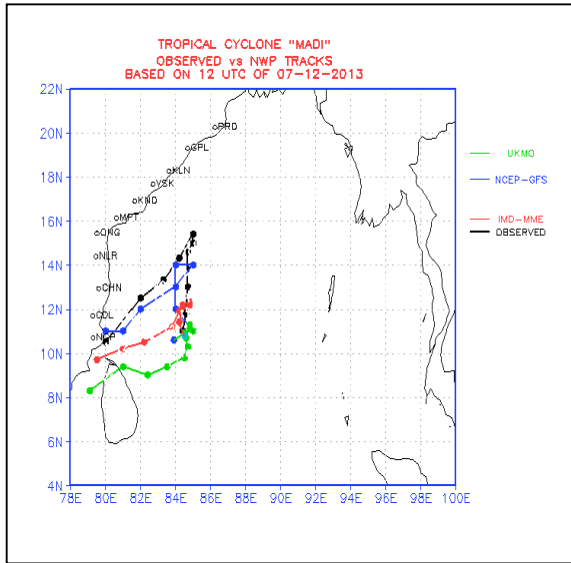 TROPICAL CYCLONE "MADI"
OBSERVED vs NWP TRACKS
BASED ON 12 UTC OF 07-12-2013
22N
20N
18N
16N
14N
12N
10N
8N
6N
4N
PRD
GPL
KLN
VSK
KND
MPT
ONG
NLR
CHN
CDL
UKMO
NCEP-GFS
IMD-MME
OBSERVED
78E 80E 82E 84E 86E 88E 90E 92E 94E 96E 98E 100E